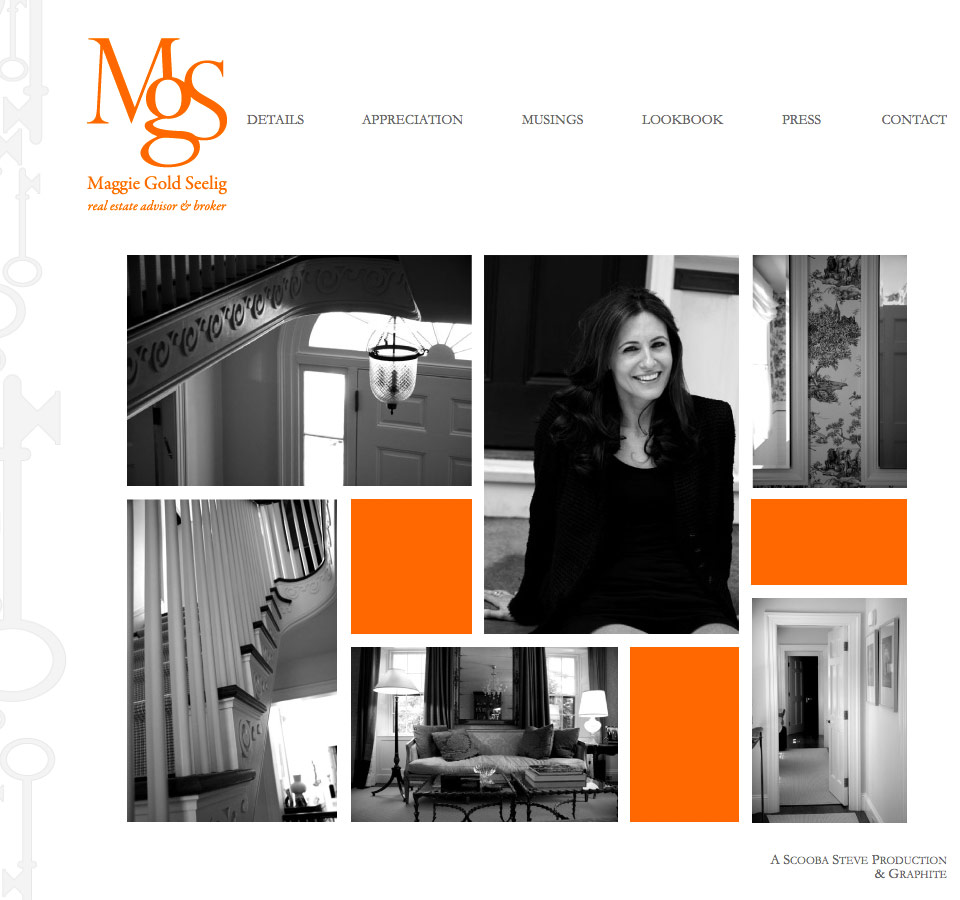 MgS
Maggie Gold Seelig
real estate advisor & broker
DETAILS APPRECIATION MUSINGS LOOKBOOK PRESS CONTACT
A SCOOBA STEVE PRODUCTION
& GRAPHITE